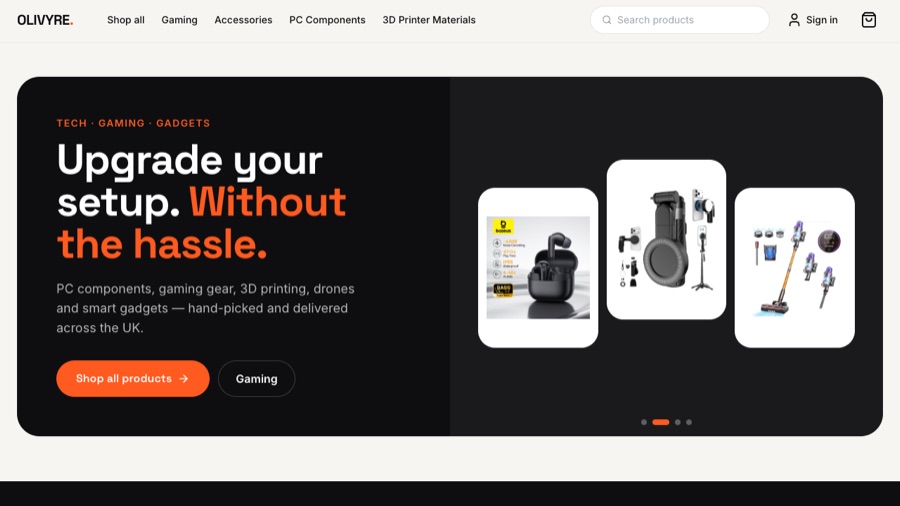 OLIVYRE.
Shop all
Gaming
Accessories
PC Components
3D Printer Materials
Search products
Sign in
TECH · GAMING · GADGETS
Upgrade your
setup. Without
the hassle.
PC components, gaming gear, 3D printing, drones
and smart gadgets — hand-picked and delivered
across the UK.
Shop all products →
Gaming
BASS